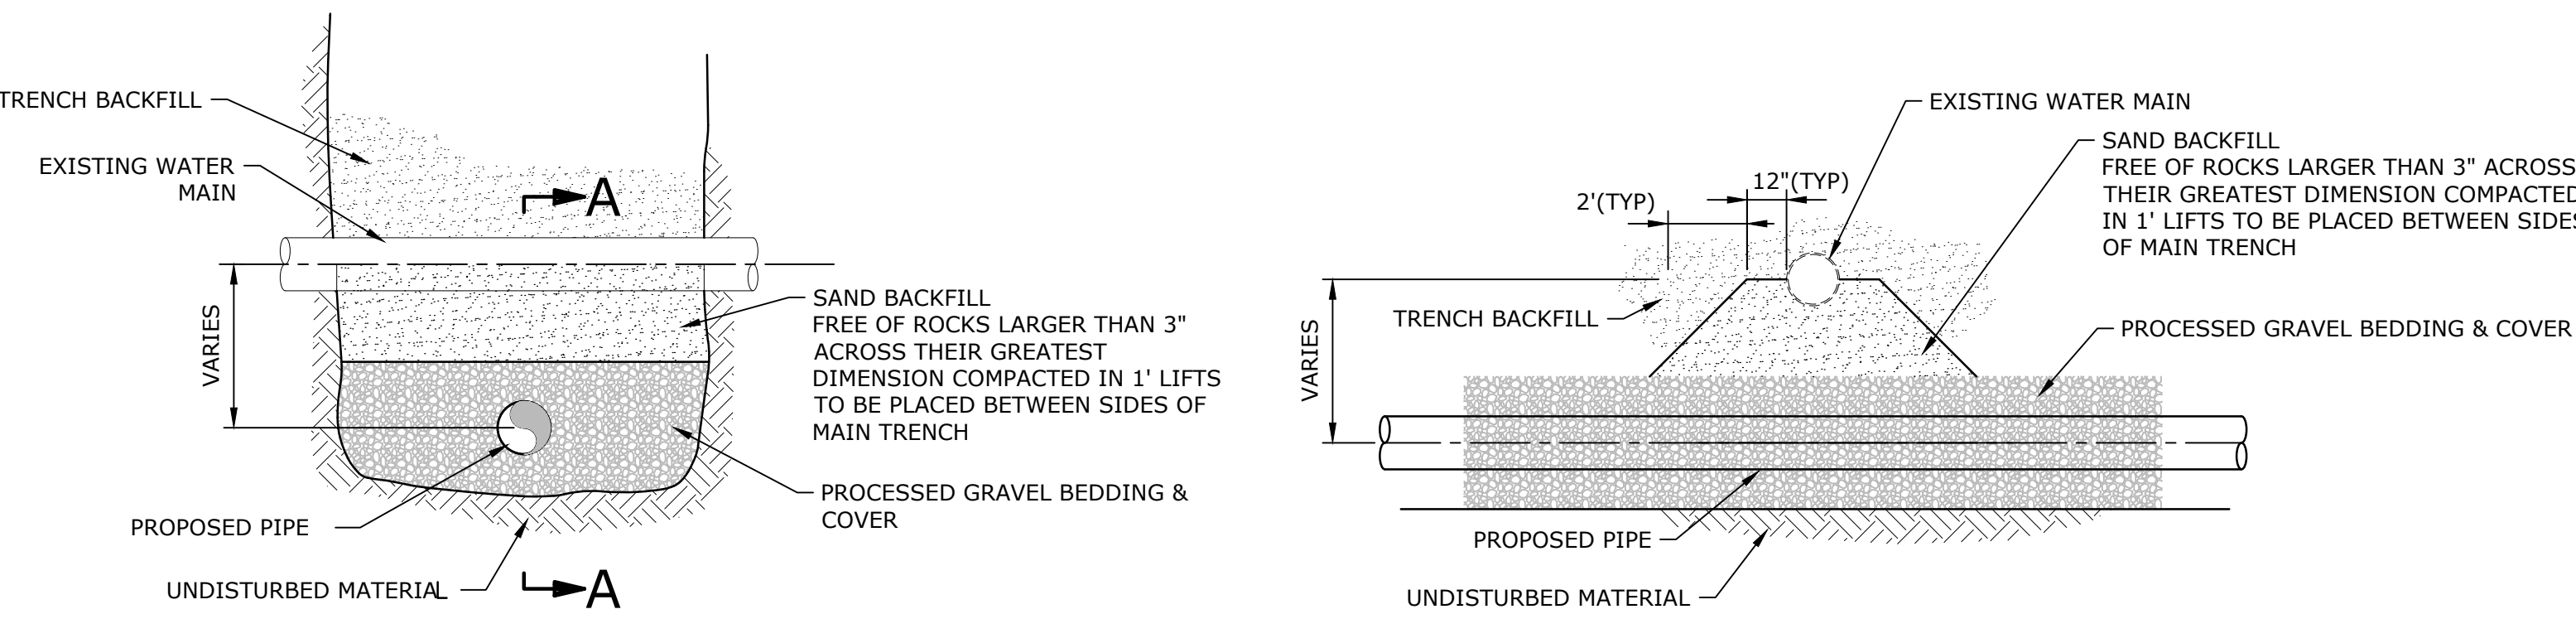 TRENCH BACKFILL
EXISTING WATER
MAIN
A
VARIES
SAND BACKFILL
FREE OF ROCKS LARGER THAN 3"
ACROSS THEIR GREATEST
DIMENSION COMPACTED IN 1' LIFTS
TO BE PLACED BETWEEN SIDES OF
MAIN TRENCH
PROCESSED GRAVEL BEDDING &
COVER
PROPOSED PIPE
UNDISTURBED MATERIAL
A
EXISTING WATER MAIN
SAND BACKFILL
FREE OF ROCKS LARGER THAN 3" ACROSS
THEIR GREATEST DIMENSION COMPACTED
IN 1' LIFTS TO BE PLACED BETWEEN SIDES
OF MAIN TRENCH
12"(TYP)
2'(TYP)
TRENCH BACKFILL
PROCESSED GRAVEL BEDDING & COVER
VARIES
PROPOSED PIPE
UNDISTURBED MATERIAL